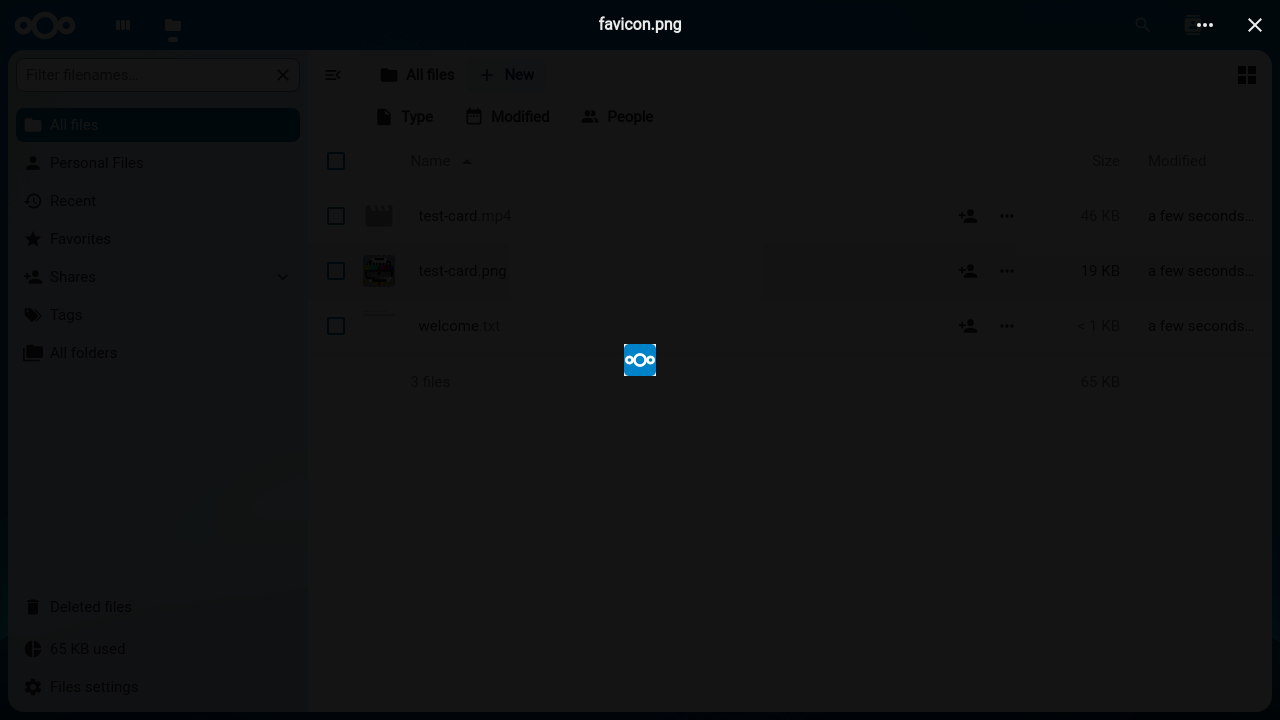 favicon.png
Filter filenames...
All files
New
All files
Type
Modified
People
Personal Files
Name
Size
Modified
Recent
test-card.mp4
46 KB
a few seconds...
Favorites
Shares
test-card.png
19 KB
a few seconds...
Tags
welcome.txt
< 1 KB
a few seconds...
All folders
3 files
65 KB
Deleted files
65 KB used
Files settings